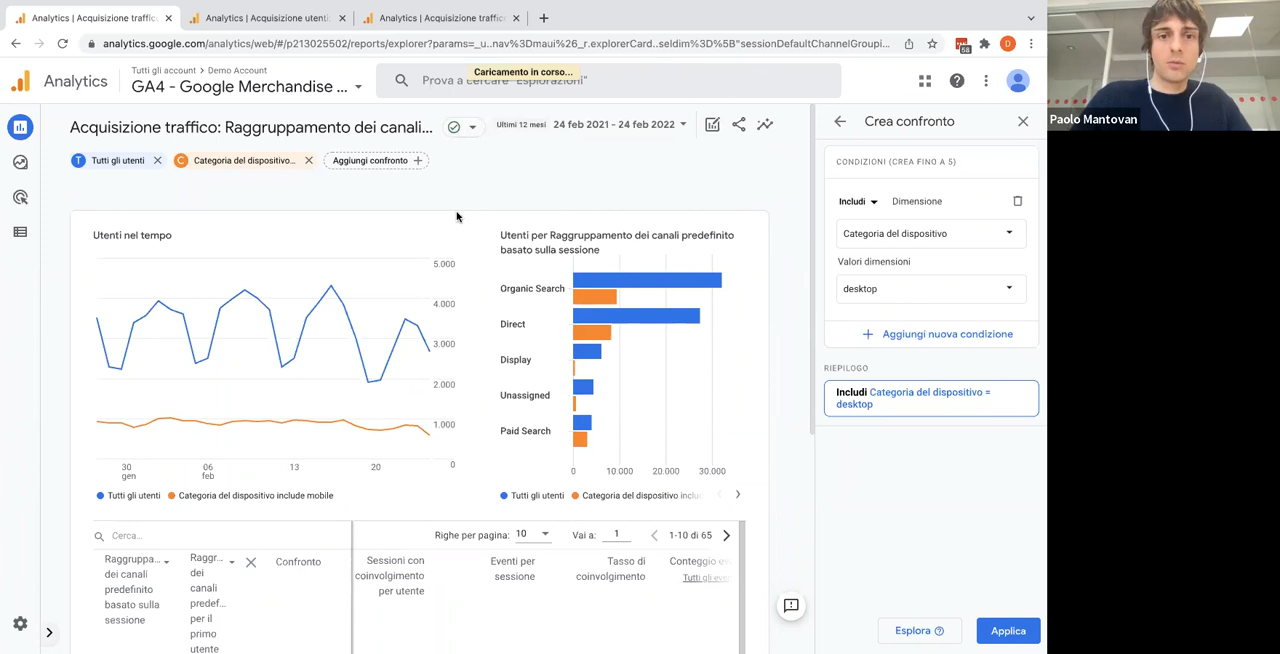 Analytics | Acquisizione traffic
Analytics | Acquisizione utenti
Analytics | Acquisizione traffic
analytics.google.com/analytics/web/#/p213025502/reports/explorer?params=_u..nav%3Dmaui%26_r.explorerCard..seldim%3D%5B"sessionDefaultChannelGroupi...
58
D
Analytics
Tutti gli account > Demo Account
GA4 - Google Merchandise ...
Prova a cercare "Esplorazioni"
Caricamento in corso...
Paolo Mantovan
Acquisizione traffico: Raggruppamento dei canali...
Ultimi 12 mesi 24 feb 2021 - 24 feb 2022
T Tutti gli utenti
C Categoria del dispositivo...
Aggiungi confronto
Utenti nel tempo
5.000
4.000
3.000
2.000
1.000
0
30
gen
06
feb
13
20
Tutti gli utenti
Categoria del dispositivo include mobile
Utenti per Raggruppamento dei canali predefinito
basato sulla sessione
Organic Search
Direct
Display
Unassigned
Paid Search
0 10.000 20.000 30.000
Tutti gli utenti
Categoria del dispositivo inclu
Cerca...
Righe per pagina: 10
Vai a: 1
1-10 di 65
Raggruppa...
dei canali
predefinito
basato sulla
sessione
Raggr...
dei
canali
predef...
per il
primo
utente
Confronto
Sessioni con
coinvolgimento
per utente
Eventi per
sessione
Tasso di
coinvolgimento
Conteggio ev
Tutti gli eve
Crea confronto
CONDIZIONI (CREA FINO A 5)
Includi
Dimensione
Categoria del dispositivo
Valori dimensioni
desktop
Aggiungi nuova condizione
RIEPILOGO
Includi Categoria del dispositivo =
desktop
Esplora
Applica